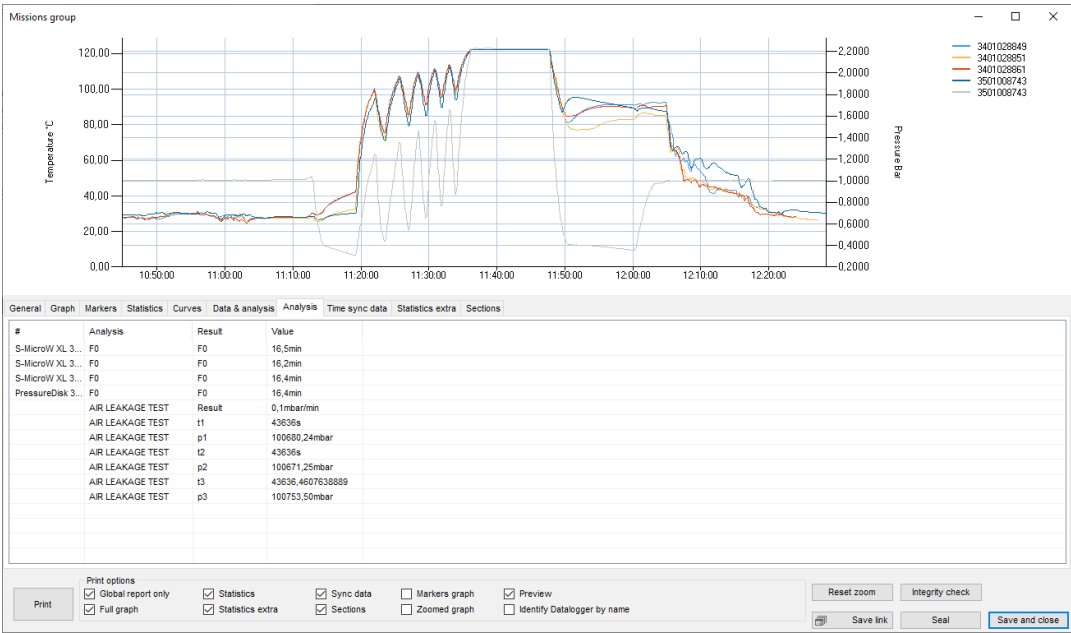 Missions group
120,00
100,00
80,00
60,00
40,00
20,00
0,00
Temperature °C
10:50:00 11:00:00 11:10:00 11:20:00 11:30:00 11:40:00 11:50:00 12:00:00 12:10:00 12:20:00
2,2000
2,0000
1,8000
1,6000
1,4000
1,2000
1,0000
0,8000
0,6000
0,4000
0,2000
Pressure Bar
3401028849
3401028851
3401028861
3501008743
3501008743
General Graph Markers Statistics Curves Data & analysis Analysis Time sync data Statistics extra Sections
# Analysis Result Value
S-MicroW XL 3... F0 F0 16,5min
S-MicroW XL 3... F0 F0 16,2min
S-MicroW XL 3... F0 F0 16,4min
PressureDisk 3... F0 F0 16,4min
AIR LEAKAGE TEST Result 0,1mbar/min
AIR LEAKAGE TEST t1 43636s
AIR LEAKAGE TEST p1 100680,24mbar
AIR LEAKAGE TEST t2 43636s
AIR LEAKAGE TEST p2 100671,25mbar
AIR LEAKAGE TEST t3 43636,4607638889
AIR LEAKAGE TEST p3 100753,50mbar
Print
Print options
Global report only Statistics Sync data Markers graph Preview
Full graph Statistics extra Sections Zoomed graph Identify Datalogger by name
Reset zoom Integrity check
Save link Seal Save and close